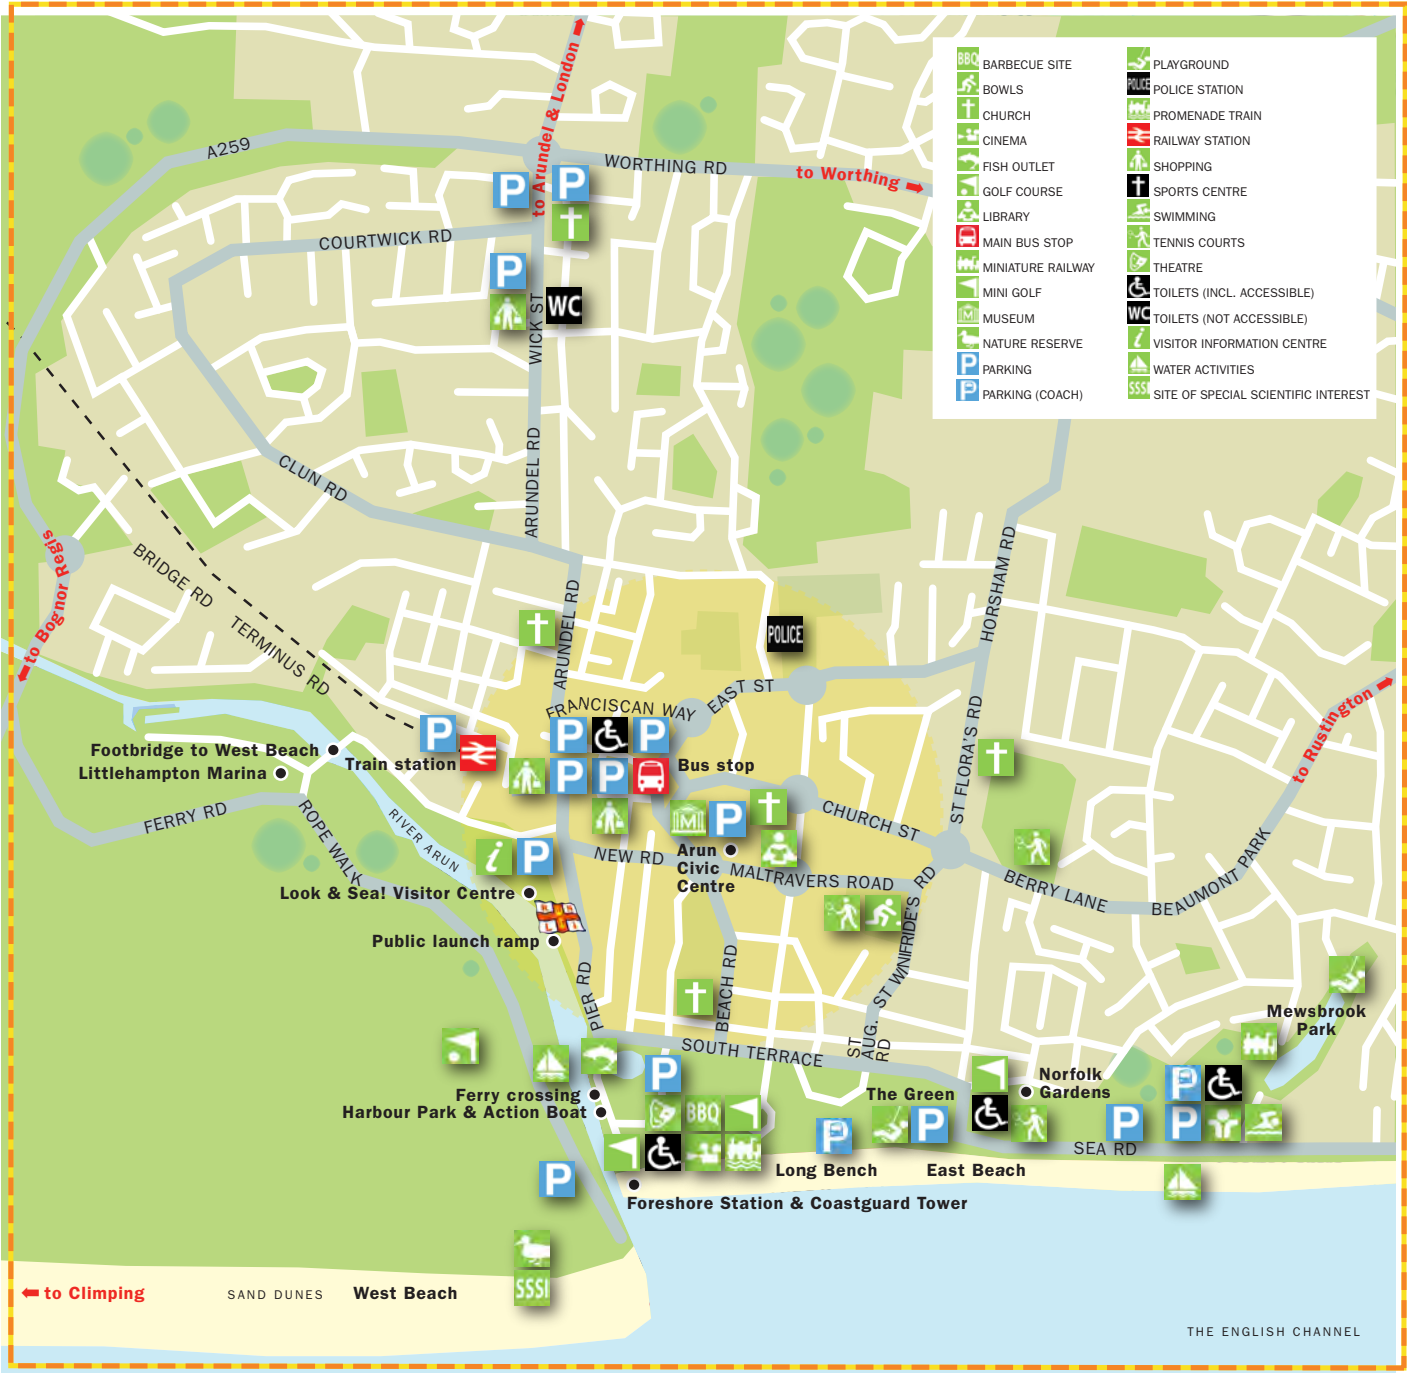 to Arundel & London
A259
WORTHING RD
to Worthing
P
P
COURTWICK RD
P
WC
WICK ST
BBQ BARBECUE SITE
BOWLS
CHURCH
CINEMA
FISH OUTLET
GOLF COURSE
LIBRARY
MAIN BUS STOP
MINIATURE RAILWAY
MINI GOLF
M MUSEUM
NATURE RESERVE
P PARKING
P PARKING (COACH)
PLAYGROUND
POLICE POLICE STATION
PROMENADE TRAIN
RAILWAY STATION
SHOPPING
SPORTS CENTRE
SWIMMING
TENNIS COURTS
THEATRE
TOILETS (INCL. ACCESSIBLE)
WC TOILETS (NOT ACCESSIBLE)
i VISITOR INFORMATION CENTRE
WATER ACTIVITIES
SSSI SITE OF SPECIAL SCIENTIFIC INTEREST
ARUNDEL RD
CLUN RD
to Bognor Regis
BRIDGE RD
TERMINUS RD
HORSHAM RD
ARUNDEL RD
POLICE
FRANCISCAN WAY
EAST ST
ST FLORA'S RD
to Rustington
P
P
P
Footbridge to West Beach
Littlehampton Marina
Train station
P
P
Bus stop
FERRY RD
ROPE WALK
RIVER ARUN
M
P
CHURCH ST
i
P
NEW RD
Arun
Civic
Centre
MALTRAVERS ROAD
BERRY LANE
BEAUMONT PARK
Look & Sea! Visitor Centre
R N
L I
Public launch ramp
PIER RD
BEACH RD
ST WINIFRIDE'S RD
ST
AUG.
RD
Mewsbrook
Park
SOUTH TERRACE
P
Ferry crossing
Harbour Park & Action Boat
BBQ
The Green
Norfolk
Gardens
P
P
P
P
P
SEA RD
Long Bench
East Beach
P
Foreshore Station & Coastguard Tower
SSSI
to Climping
SAND DUNES
West Beach
THE ENGLISH CHANNEL